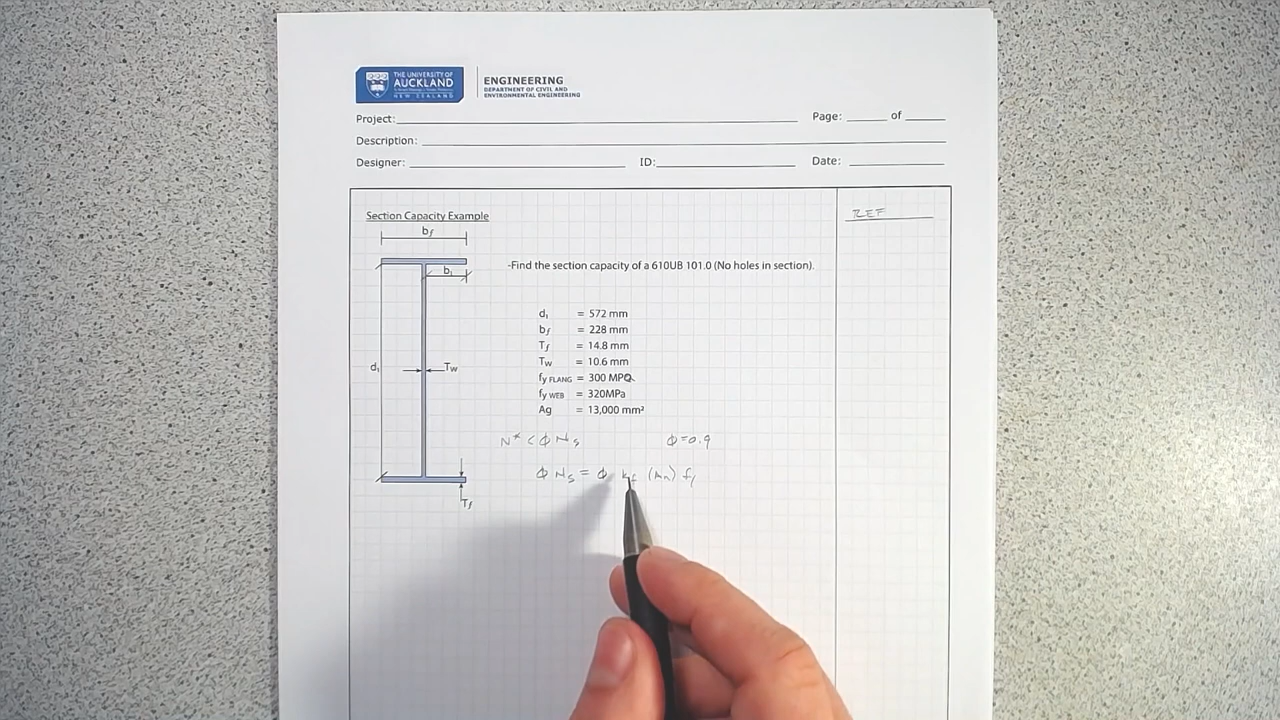 THE UNIVERSITY OF
AUCKLAND
NEW ZEALAND
ENGINEERING
DEPARTMENT OF CIVIL AND
ENVIRONMENTAL ENGINEERING
Project:
Page: of
Description:
Designer: ID: Date:
Section Capacity Example
REF
bf
b1
-Find the section capacity of a 610UB 101.0 (No holes in section).
d1 = 572 mm
bf = 228 mm
Tf = 14.8 mm
d1 Tw
Tw = 10.6 mm
fy FLANG = 300 MPa
fy WEB = 320MPa
Ag = 13,000 mm²
N* < ϕ Ns ϕ=0.9
ϕ Ns = ϕ kf (An) fy
Tf